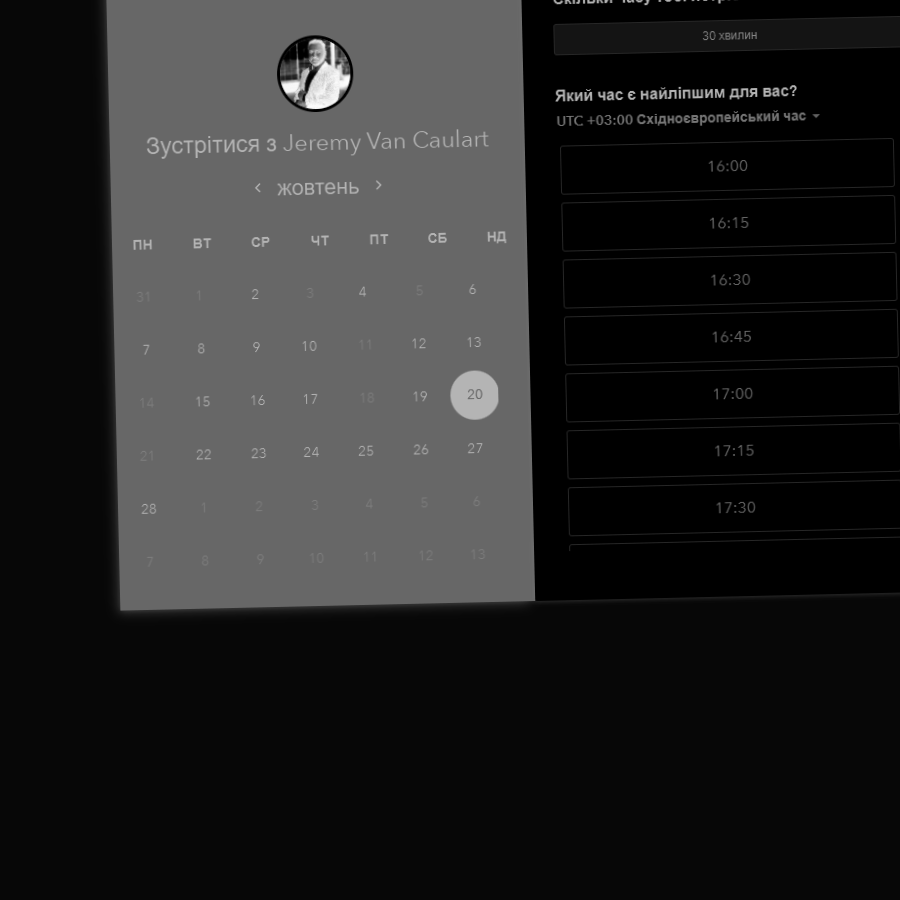 Зустрітися з Jeremy Van Caulart
жовтень
ПН ВТ СР ЧТ ПТ СБ НД
31 1 2 3 4 5 6
7 8 9 10 11 12 13
14 15 16 17 18 19 20
21 22 23 24 25 26 27
28 1 2 3 4 5 6
7 8 9 10 11 12 13
Скільки часу
30 хвилин
Який час є найліпшим для вас?
UTC +03:00 Східноєвропейський час
16:00
16:15
16:30
16:45
17:00
17:15
17:30